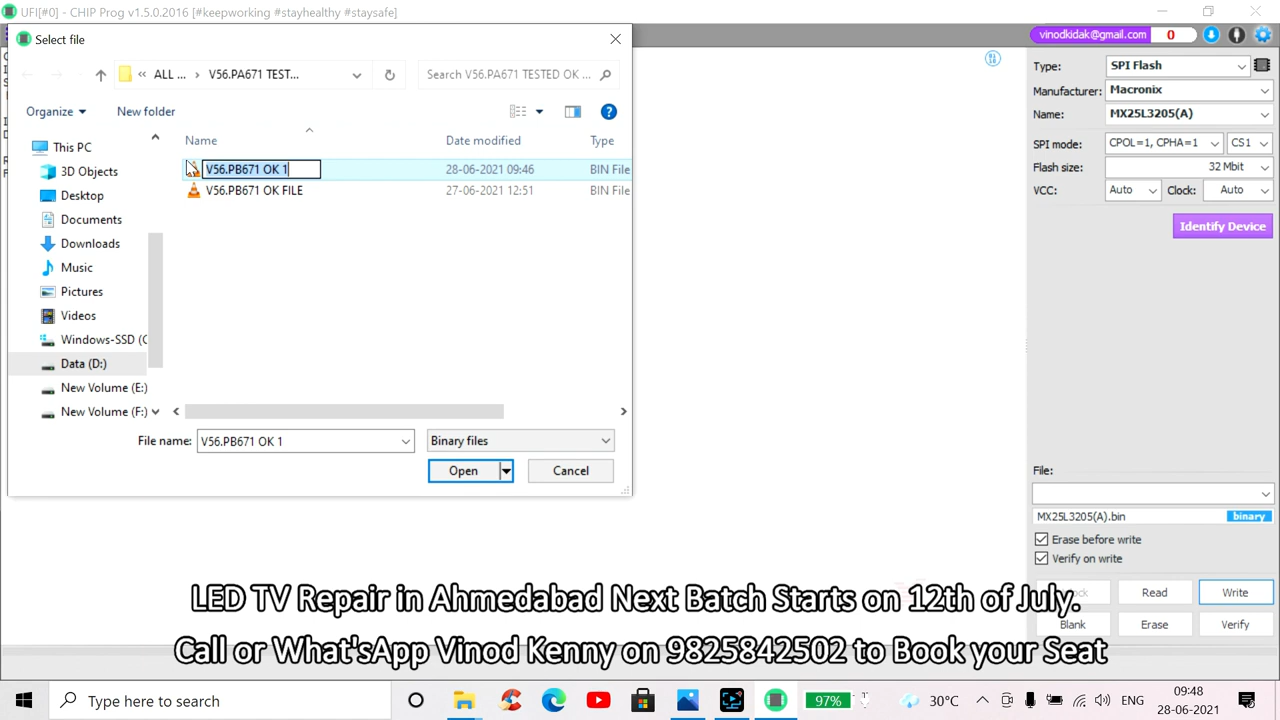 UFI[#0] - CHIP Prog v1.5.0.2016 [#keepworking #stayhealthy #staysafe]
Select file
vinodkidak@gmail.com 0
« ALL ... › V56.PA671 TEST...
Search V56.PA671 TESTED OK ...
Organize
New folder
Name Date modified Type
This PC
3D Objects
Desktop
Documents
Downloads
Music
Pictures
Videos
Windows-SSD (C
Data (D:)
New Volume (E:)
New Volume (F:)
V56.PB671 OK 1 28-06-2021 09:46 BIN File
V56.PB671 OK FILE 27-06-2021 12:51 BIN File
File name: V56.PB671 OK 1 Binary files
Open Cancel
Type: SPI Flash
Manufacturer: Macronix
Name: MX25L3205(A)
SPI mode: CPOL=1, CPHA=1 CS1
Flash size: 32 Mbit
VCC: Auto Clock: Auto
Identify Device
File:
MX25L3205(A).bin binary
Erase before write
Verify on write
Read Write
Blank Erase Verify
LED TV Repair in Ahmedabad Next Batch Starts on 12th of July.
Call or What'sApp Vinod Kenny on 9825842502 to Book your Seat
Type here to search
97%
30°C
ENG
09:48
28-06-2021